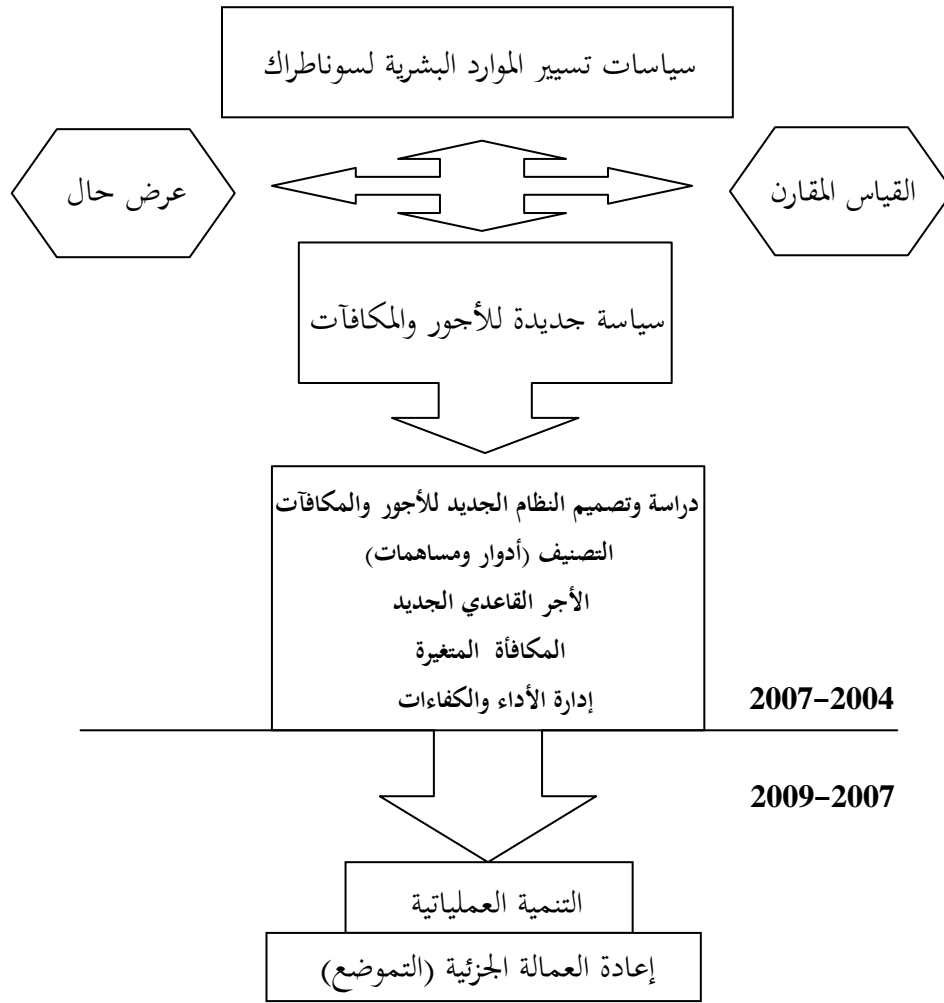 سياسات تسيير الموارد البشرية لسوناطراك
القياس المقارن
عرض حال
سياسة جديدة للأجور والمكافآت
دراسة وتصميم النظام الجديد للأجور والمكافآت
التصنيف (أدوار ومساهمات)
الأجر القاعدي الجديد
المكافأة المتغيرة
إدارة الأداء والكفاءات
2007-2004
2009-2007
التنمية العملياتية
إعادة العمالة الجزئية (التموضع)